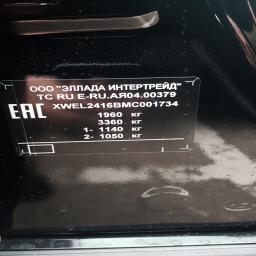 ООО "ЭЛЛАДА ИНТЕРТРЕЙД"
ТС RU E-RU.АЯ04.00379
EAC
XWEL2416BMC001734
1960 кг
3360 кг
1- 1140 кг
2- 1050 кг